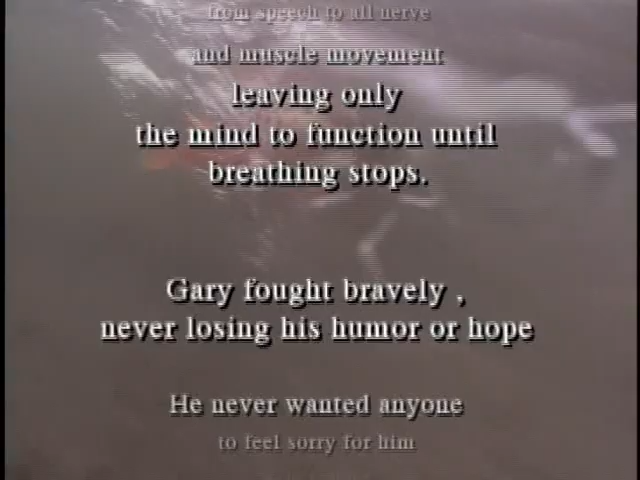 from speech to all nerve
and muscle movement
leaving only
the mind to function until
breathing stops.
Gary fought bravely ,
never losing his humor or hope
He never wanted anyone
to feel sorry for him